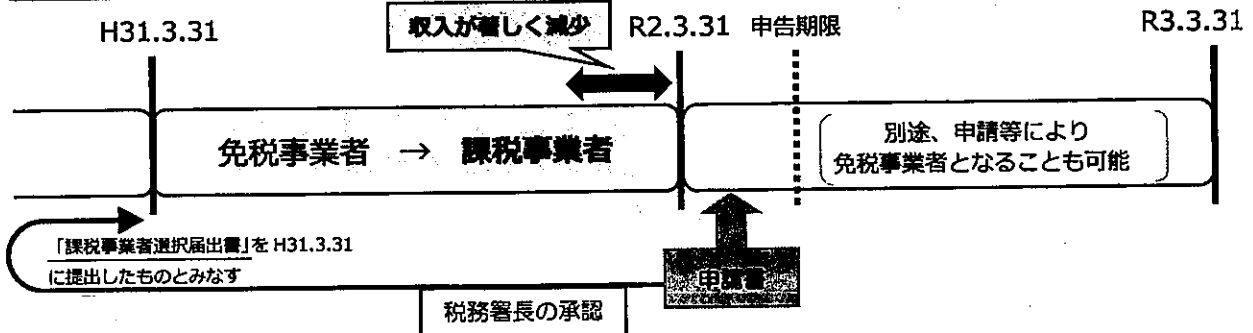 H31.3.31
収入が著しく減少
R2.3.31
申告期限
R3.3.31
免税事業者 → 課税事業者
別途、申請等により
免税事業者となることも可能
「課税事業者選択届出書」を H31.3.31
に提出したものとみなす
申請書
税務署長の承認